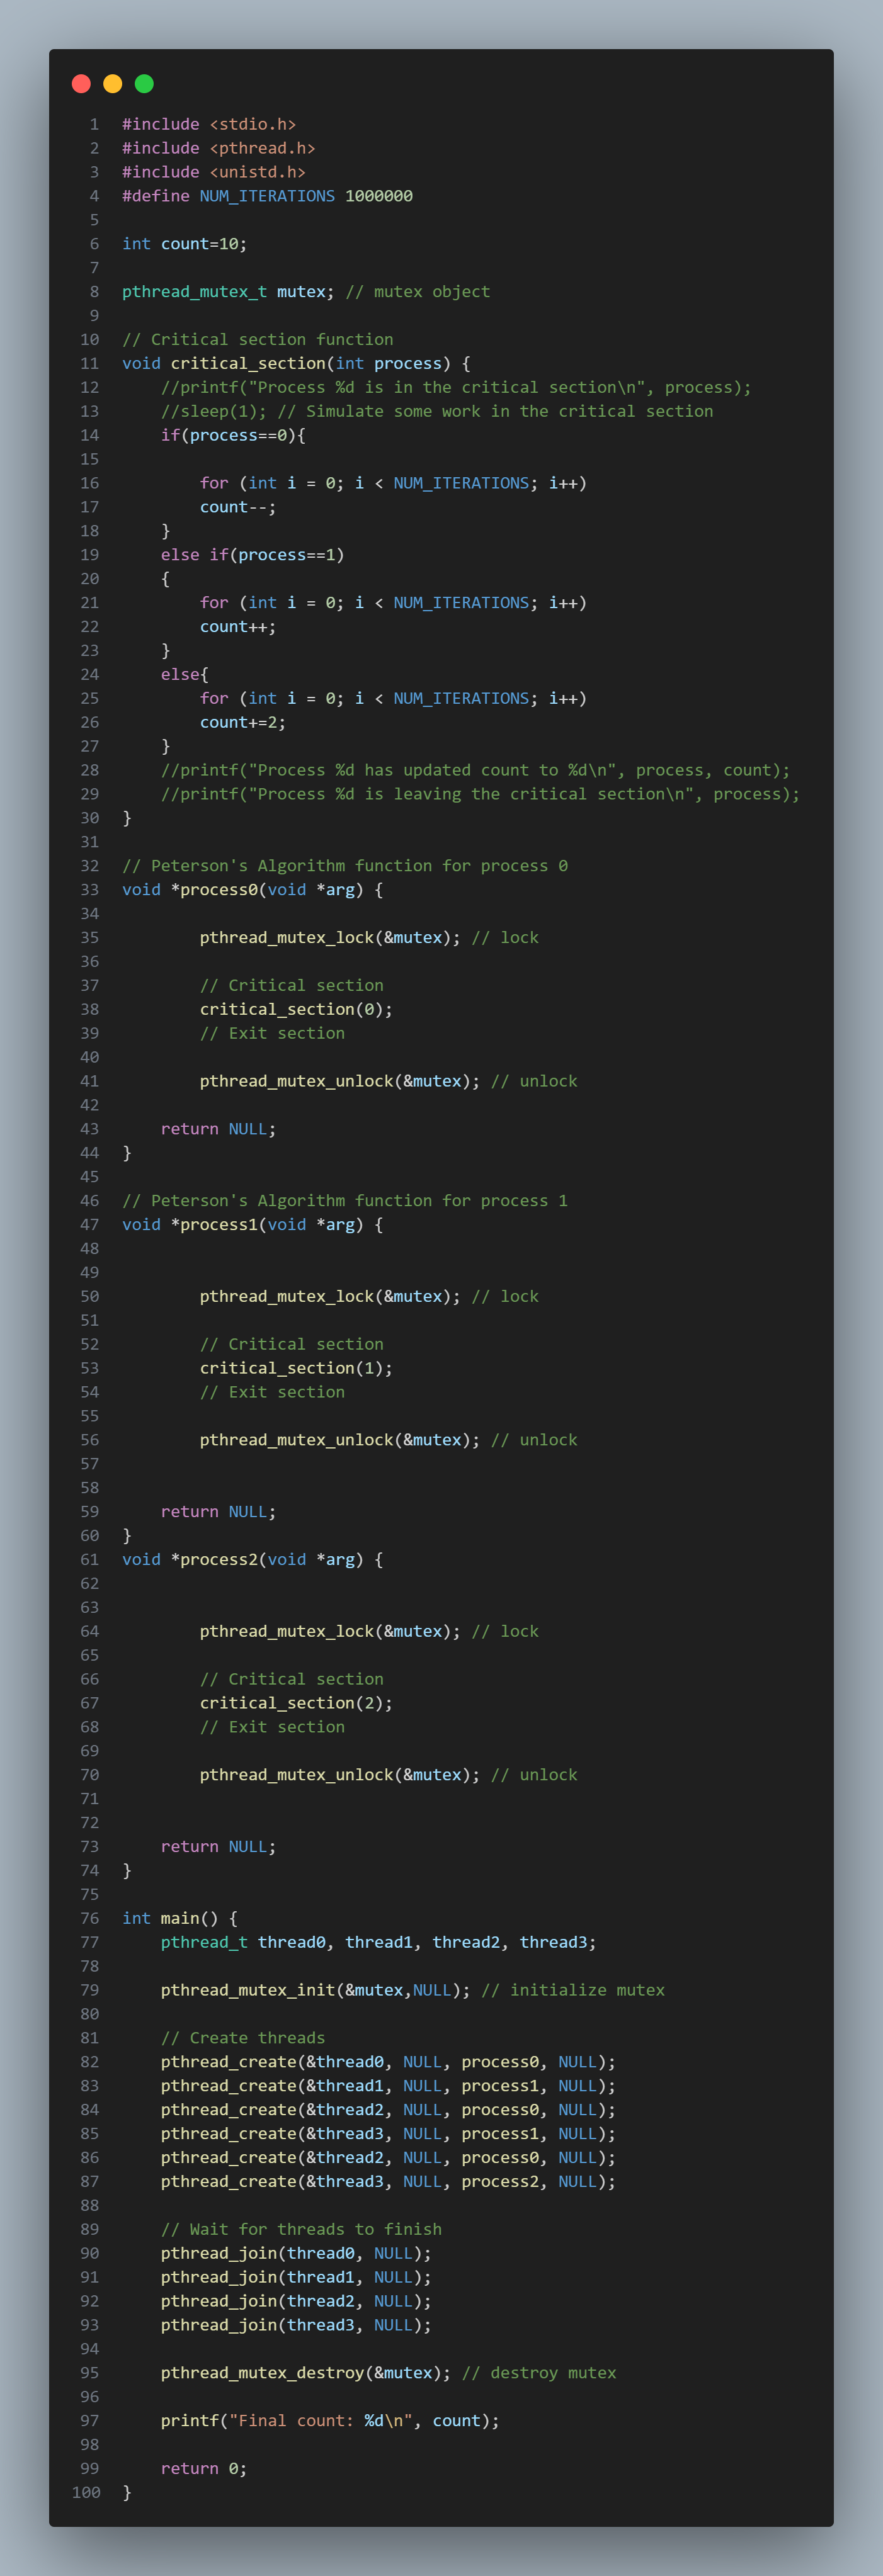 1 #include <stdio.h>
2 #include <pthread.h>
3 #include <unistd.h>
4 #define NUM_ITERATIONS 1000000
5
6 int count=10;
7
8 pthread_mutex_t mutex; // mutex object
9
10 // Critical section function
11 void critical_section(int process) {
12     //printf("Process %d is in the critical section\n", process);
13     //sleep(1); // Simulate some work in the critical section
14     if(process==0){
15
16         for (int i = 0; i < NUM_ITERATIONS; i++)
17         count--;
18     }
19     else if(process==1)
20     {
21         for (int i = 0; i < NUM_ITERATIONS; i++)
22         count++;
23     }
24     else{
25         for (int i = 0; i < NUM_ITERATIONS; i++)
26         count+=2;
27     }
28     //printf("Process %d has updated count to %d\n", process, count);
29     //printf("Process %d is leaving the critical section\n", process);
30 }
31
32 // Peterson's Algorithm function for process 0
33 void *process0(void *arg) {
34
35         pthread_mutex_lock(&mutex); // lock
36
37         // Critical section
38         critical_section(0);
39         // Exit section
40
41         pthread_mutex_unlock(&mutex); // unlock
42
43     return NULL;
44 }
45
46 // Peterson's Algorithm function for process 1
47 void *process1(void *arg) {
48
49
50         pthread_mutex_lock(&mutex); // lock
51
52         // Critical section
53         critical_section(1);
54         // Exit section
55
56         pthread_mutex_unlock(&mutex); // unlock
57
58
59     return NULL;
60 }
61 void *process2(void *arg) {
62
63
64         pthread_mutex_lock(&mutex); // lock
65
66         // Critical section
67         critical_section(2);
68         // Exit section
69
70         pthread_mutex_unlock(&mutex); // unlock
71
72
73     return NULL;
74 }
75
76 int main() {
77     pthread_t thread0, thread1, thread2, thread3;
78
79     pthread_mutex_init(&mutex,NULL); // initialize mutex
80
81     // Create threads
82     pthread_create(&thread0, NULL, process0, NULL);
83     pthread_create(&thread1, NULL, process1, NULL);
84     pthread_create(&thread2, NULL, process0, NULL);
85     pthread_create(&thread3, NULL, process1, NULL);
86     pthread_create(&thread2, NULL, process0, NULL);
87     pthread_create(&thread3, NULL, process2, NULL);
88
89     // Wait for threads to finish
90     pthread_join(thread0, NULL);
91     pthread_join(thread1, NULL);
92     pthread_join(thread2, NULL);
93     pthread_join(thread3, NULL);
94
95     pthread_mutex_destroy(&mutex); // destroy mutex
96
97     printf("Final count: %d\n", count);
98
99     return 0;
100 }